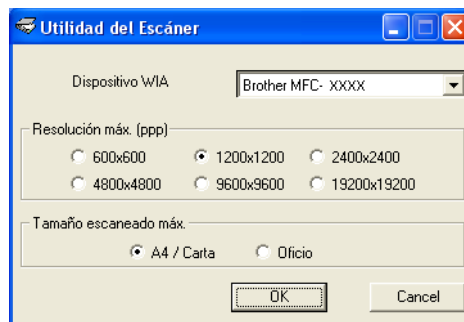 Utilidad del Escáner
Dispositivo WIA Brother MFC- XXXX
Resolución máx. (ppp)
600x600 1200x1200 2400x2400
4800x4800 9600x9600 19200x19200
Tamaño escaneado máx.
A4 / Carta Oficio
OK Cancel